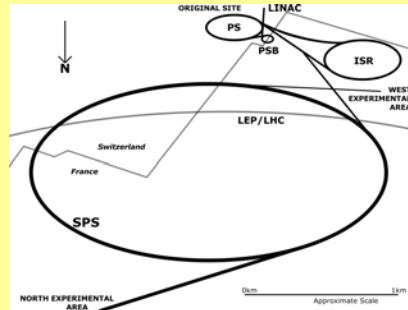 ORIGINAL SITE
LINAC
PS
PSB
ISR
N
WEST
EXPERIMENTAL
AREA
LEP/LHC
Switzerland
France
SPS
NORTH EXPERIMENTAL
AREA
0km 1km
Approximate Scale